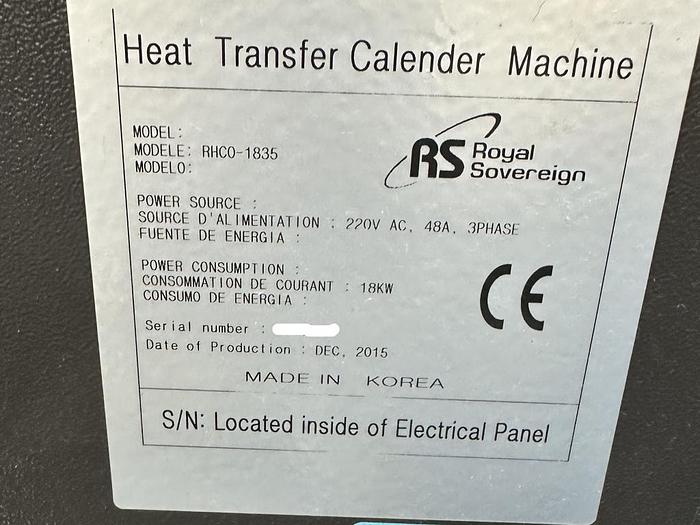 Heat Transfer Calender Machine
MODEL:
MODELE: RHCO-1835
MODELO:
RS Royal Sovereign
POWER SOURCE :
SOURCE D'ALIMENTATION : 220V AC, 48A, 3PHASE
FUENTE DE ENERGIA :
POWER CONSUMPTION :
CONSOMMATION DE COURANT : 18KW
CONSUMO DE ENERGIA :
CE
Serial number :
Date of Production : DEC, 2015
MADE IN KOREA
S/N: Located inside of Electrical Panel